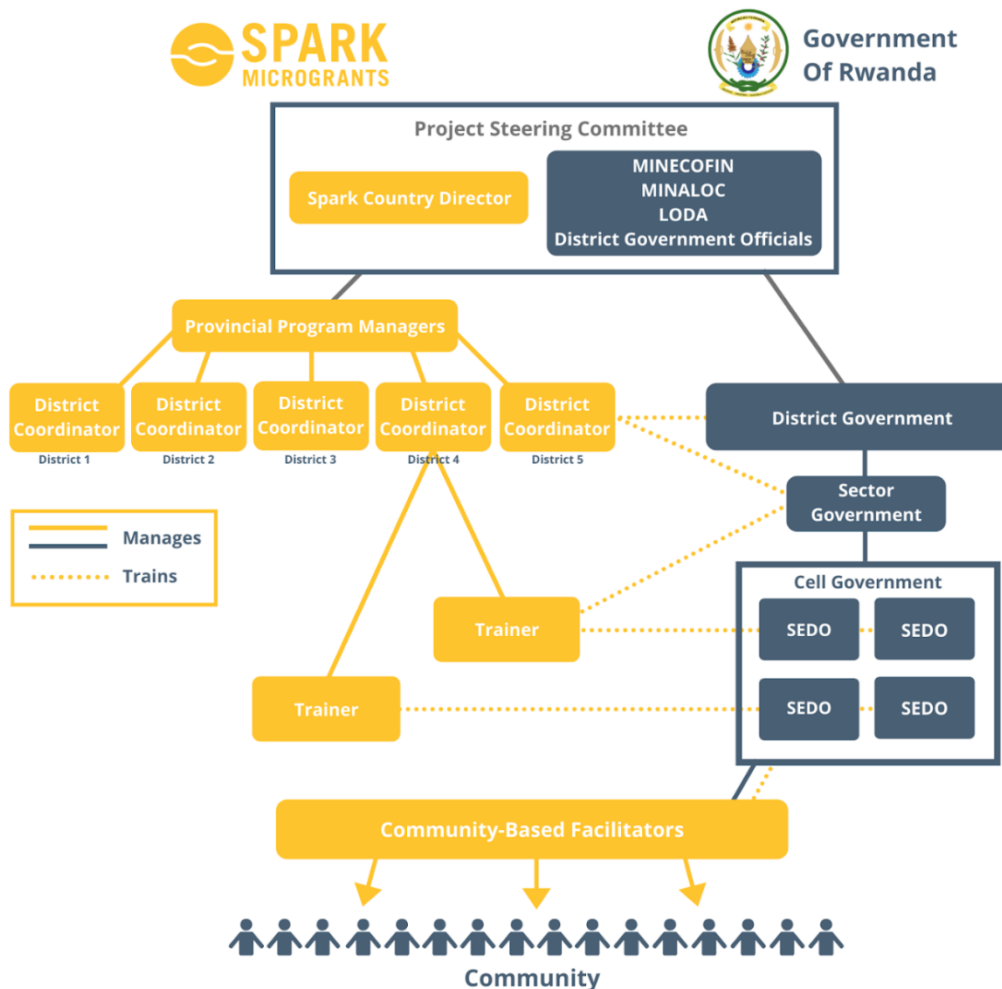 SPARK
MICROGRANTS
Government
Of Rwanda
Project Steering Committee
Spark Country Director
MINECOFIN
MINALOC
LODA
District Government Officials
Provincial Program Managers
District
Coordinator
District 1
District
Coordinator
District 2
District
Coordinator
District 3
District
Coordinator
District 4
District
Coordinator
District 5
District Government
Sector
Government
Manages
Trains
Cell Government
SEDO
SEDO
SEDO
SEDO
Trainer
Trainer
Community-Based Facilitators
Community